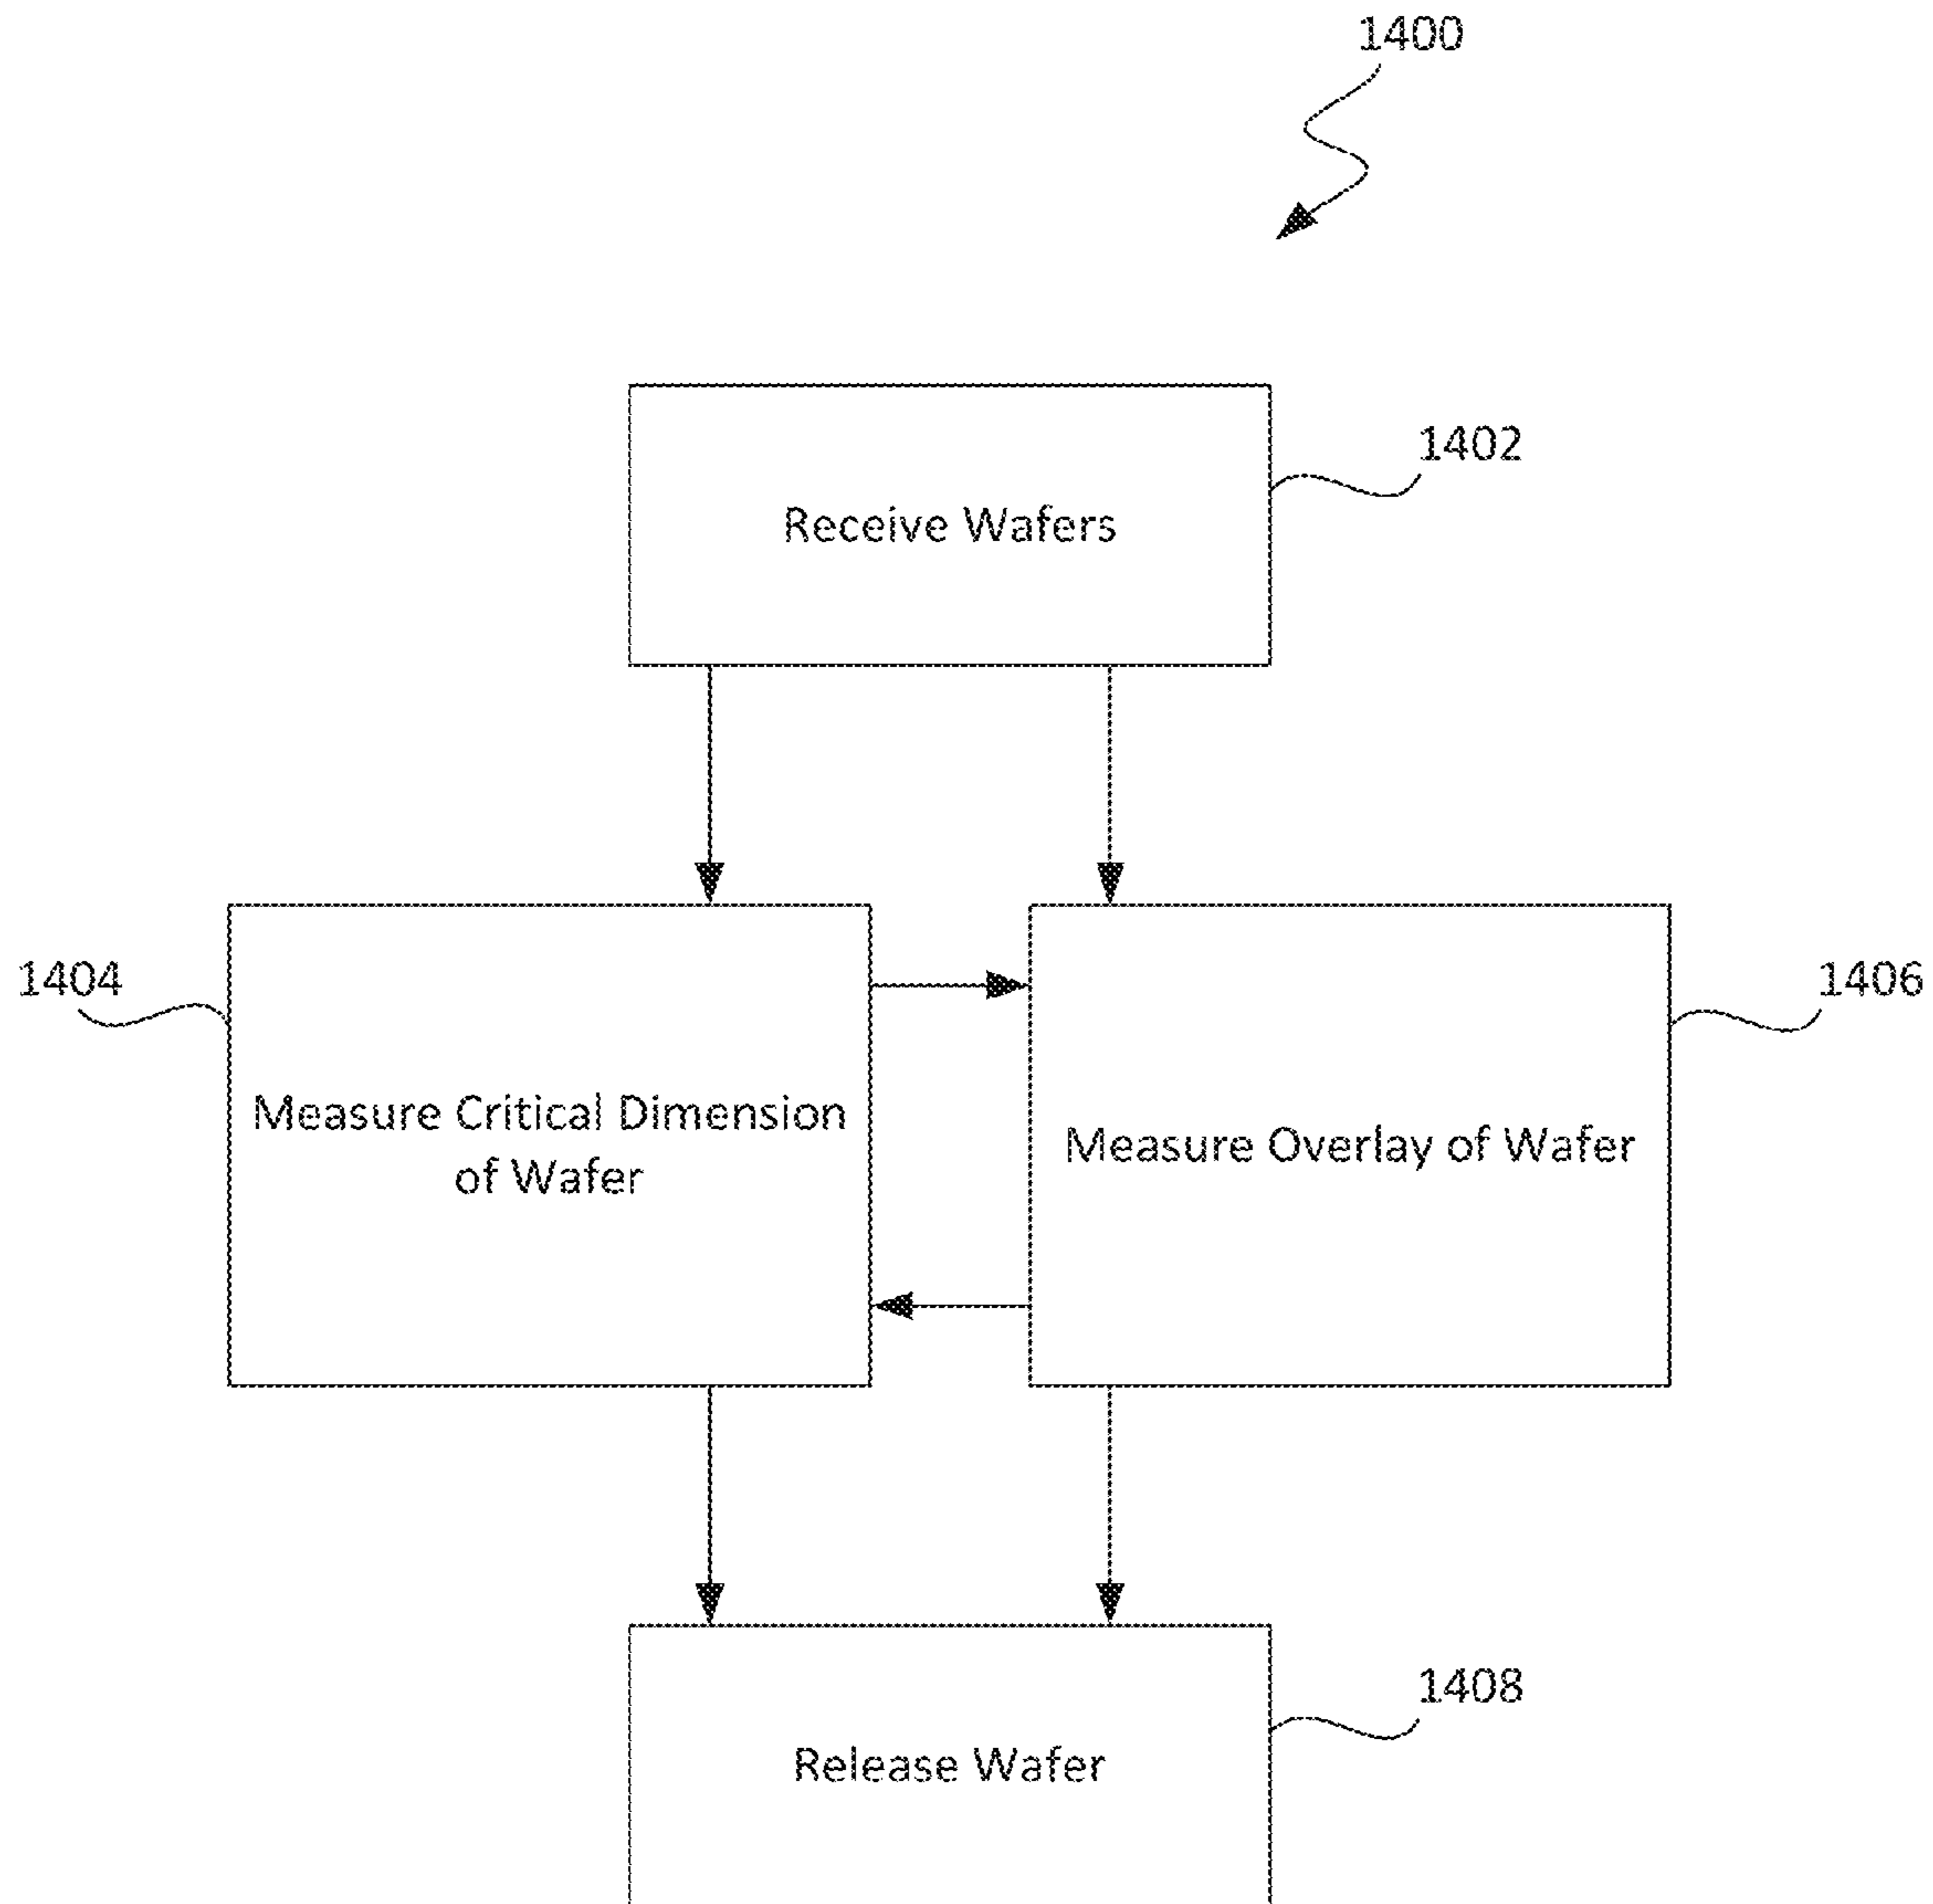 1400
1402
Receive Wafers
1404
1406
Measure Critical Dimension
of Wafer
Measure Overlay of Wafer
1408
Release Wafer